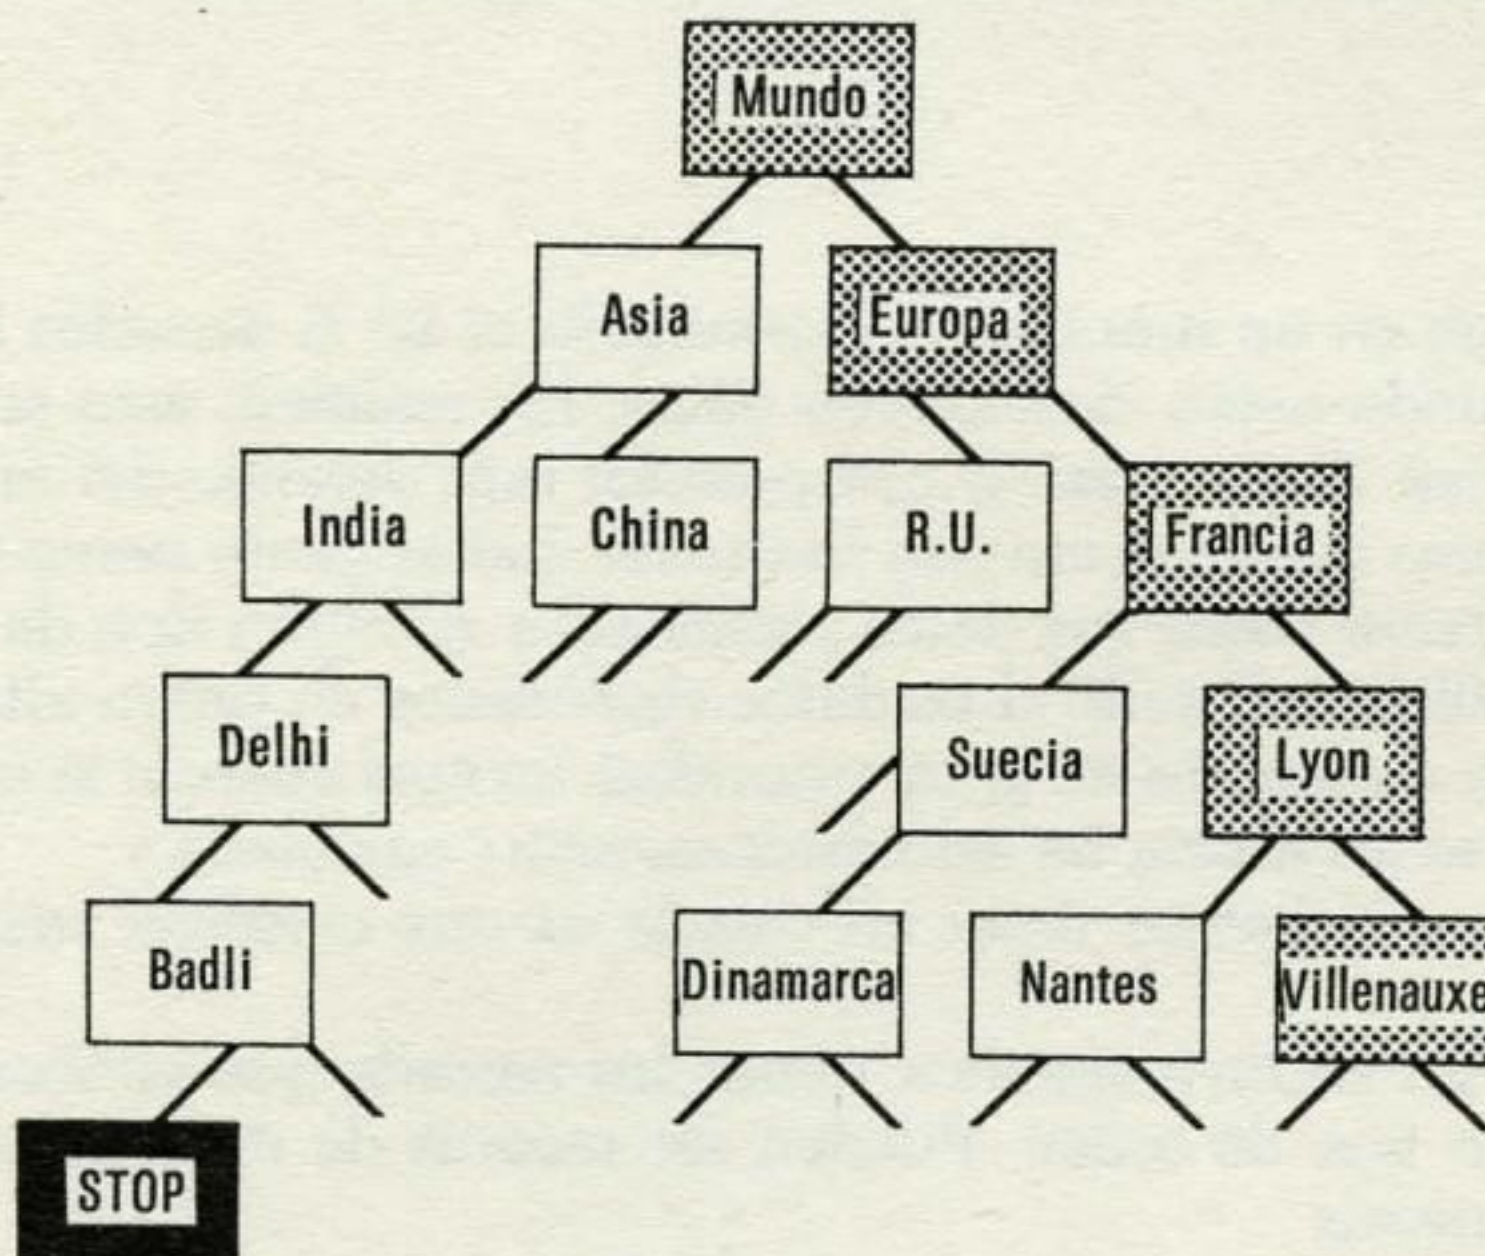 Mundo
Asia
Europa
India
China
R.U.
Francia
Delhi
Suecia
Lyon
Badli
Dinamarca
Nantes
Villenauxe
STOP